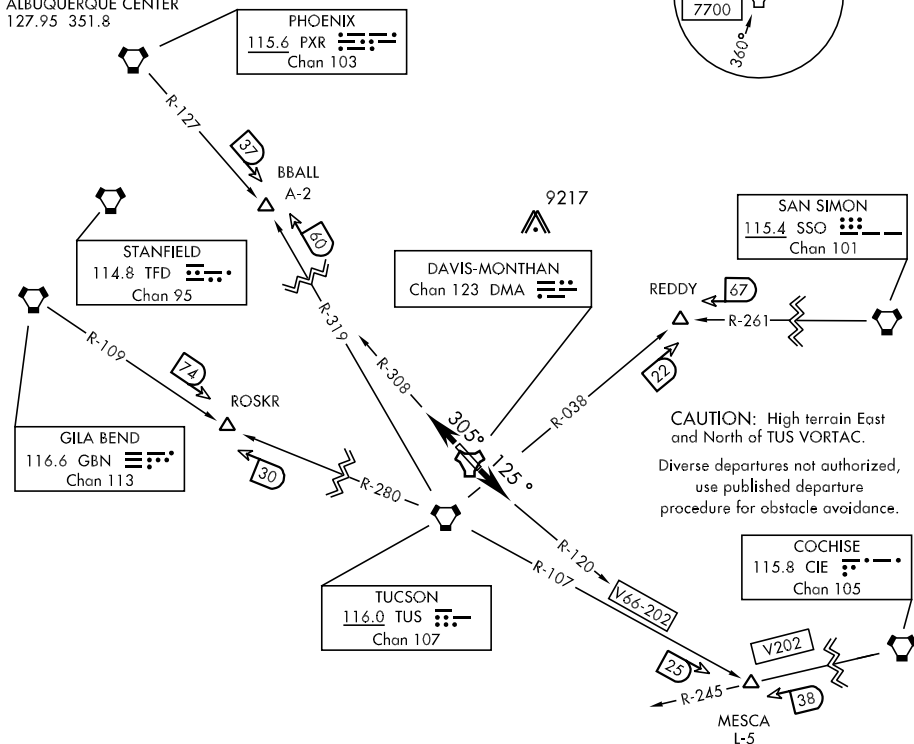 ALBUQUERQUE CENTER
127.95 351.8
PHOENIX
115.6 PXR
Chan 103
7700
360°
R-127
37
BBALL
A-2
60
9217
STANFIELD
114.8 TFD
Chan 95
DAVIS-MONTHAN
Chan 123 DMA
SAN SIMON
115.4 SSO
Chan 101
REDDY
67
R-261
22
R-109
74
ROSKR
30
R-280
R-319
R-308
305°
125°
R-038
GILA BEND
116.6 GBN
Chan 113
CAUTION: High terrain East
and North of TUS VORTAC.
Diverse departures not authorized,
use published departure
procedure for obstacle avoidance.
TUCSON
116.0 TUS
Chan 107
R-120
R-107
V66-202
COCHISE
115.8 CIE
Chan 105
V202
25
R-245
38
MESCA
L-5